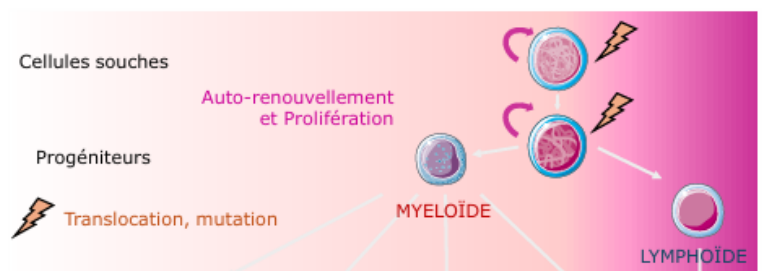 Cellules souches
Auto-renouvellement
et Prolifération
Progéniteurs
MYELOÏDE
Translocation, mutation
LYMPHOÏDE